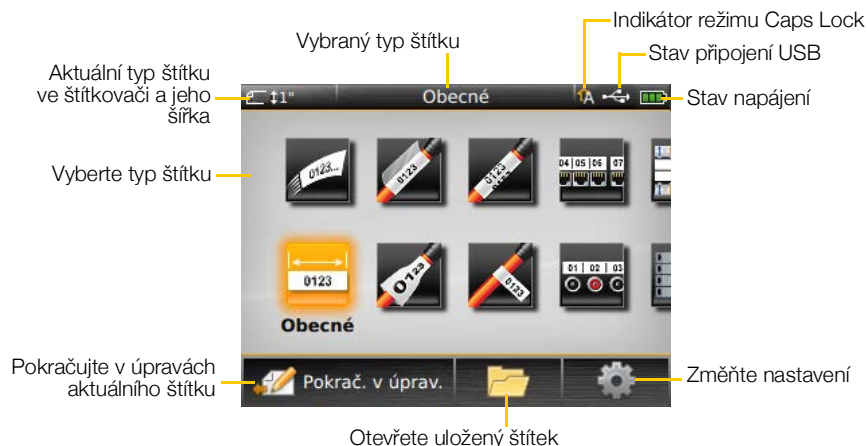 Indikátor režimu Caps Lock
Vybraný typ štítku
Stav připojení USB
Aktuální typ štítku
ve štítkovači a jeho
šířka
1"
Obecné
A
Stav napájení
Vyberte typ štítku
0123...
0123
0123
04 05 06 07
0123
0123
0123
01 02 03
Obecné
Pokračujte v úpravách
aktuálního štítku
Pokrač. v úprav.
Změňte nastavení
Otevřete uložený štítek